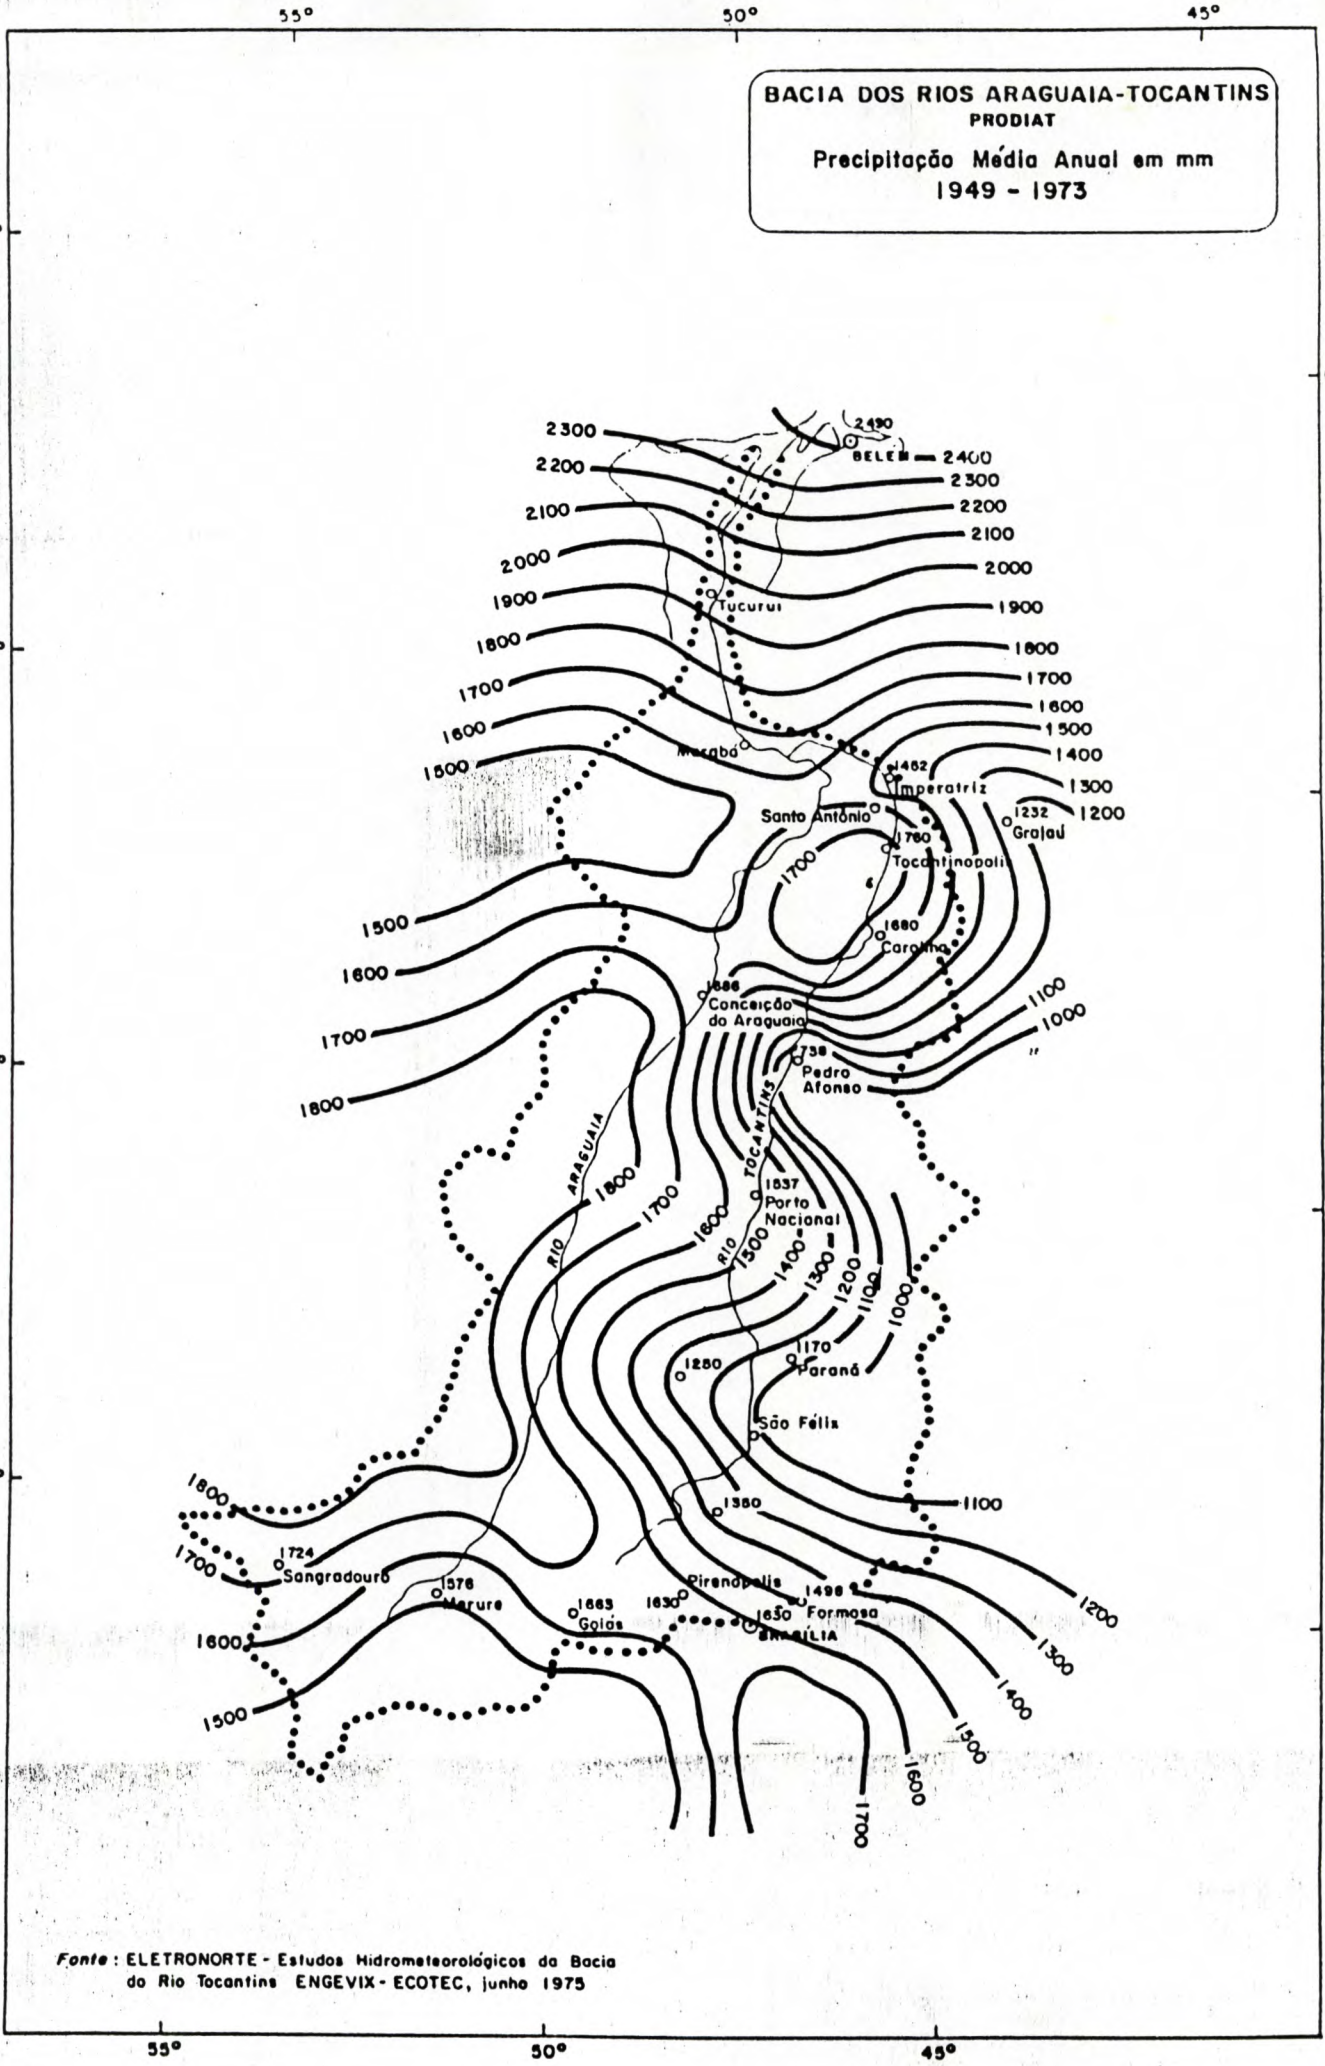 55°
50°
45°
BACIA DOS RIOS ARAGUAIA-TOCANTINS
PRODIAT
Precipitação Média Anual em mm
1949 - 1973
2490
BELEM
2400
2300
2300
2200
2200
2100
2100
2000
2000
1900
1900
Tucuruí
1800
1800
1700
1700
1600
1600
1500
1500
1400
1300
1200
Marabá
1462
Imperatriz
Santo Antônio
1232
Grajaú
1760
Tocantinopoli
1700
1680
Carolina
1500
1600
1700
1800
1686
Conceição
do Araguaia
1100
1000
738
Pedro
Afonso
RIO ARAGUAIA
RIO TOCANTINS
1537
Porto
Nacional
1800
1700
1600
1500
1400
1300
1200
1100
1000
1170
Paraná
1250
São Félix
1100
1350
1800
1700
1724
Sangradouro
1576
Merure
1663
Goiás
Pirenópolis
1630
1498
Formosa
1650
BRASÍLIA
1600
1500
1200
1300
1400
1500
1600
1700
Fonte: ELETRONORTE - Estudos Hidrometeorológicos da Bacia
do Rio Tocantins ENGEVIX - ECOTEC, junho 1975
55°
50°
45°